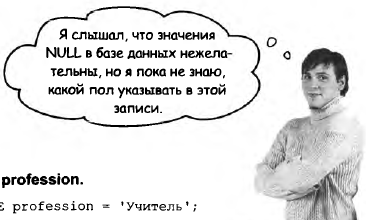 Я слышал, что значения
NULL в базе данных нежела-
тельны, но я пока не знаю,
какой пол указывать в этой
записи.
profession.
profession = 'Учитель';